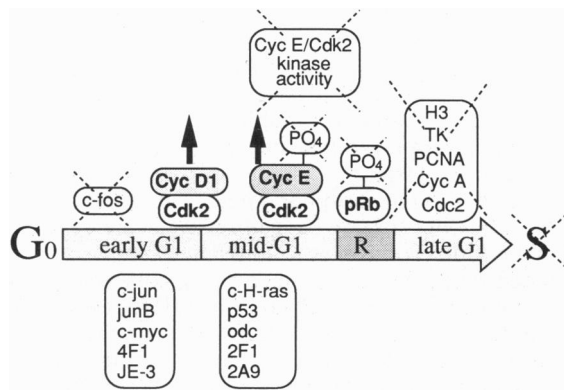 Cyc E/Cdk2
kinase
activity
H3
TK
PCNA
Cyc A
Cdc2
PO4
PO4
c-fos
Cyc D1
Cdk2
Cyc E
Cdk2
pRb
G0
early G1
mid-G1
R
late G1
S
c-jun
junB
c-myc
4F1
JE-3
c-H-ras
p53
odc
2F1
2A9